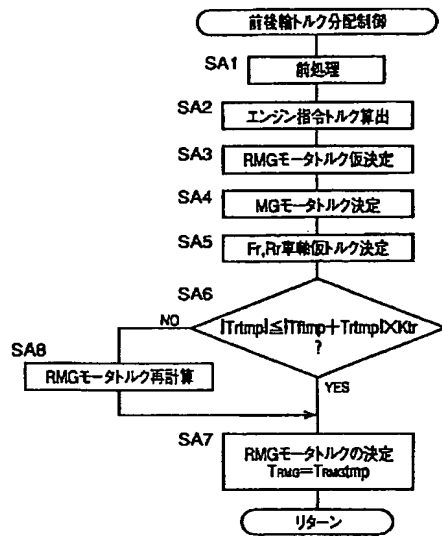 前後輪トルク分配制御
SA1
前処理
SA2
エンジン指令トルク算出
SA3
RMGモータトルク仮決定
SA4
MGモータトルク決定
SA5
Fr,Rr車軸仮トルク決定
SA6
|Trtmp|≦|Tftmp+Trtmp|×Ktr
?
NO
SA8
RMGモータトルク再計算
YES
SA7
RMGモータトルクの決定
TRMG=TRMGtmp
リターン